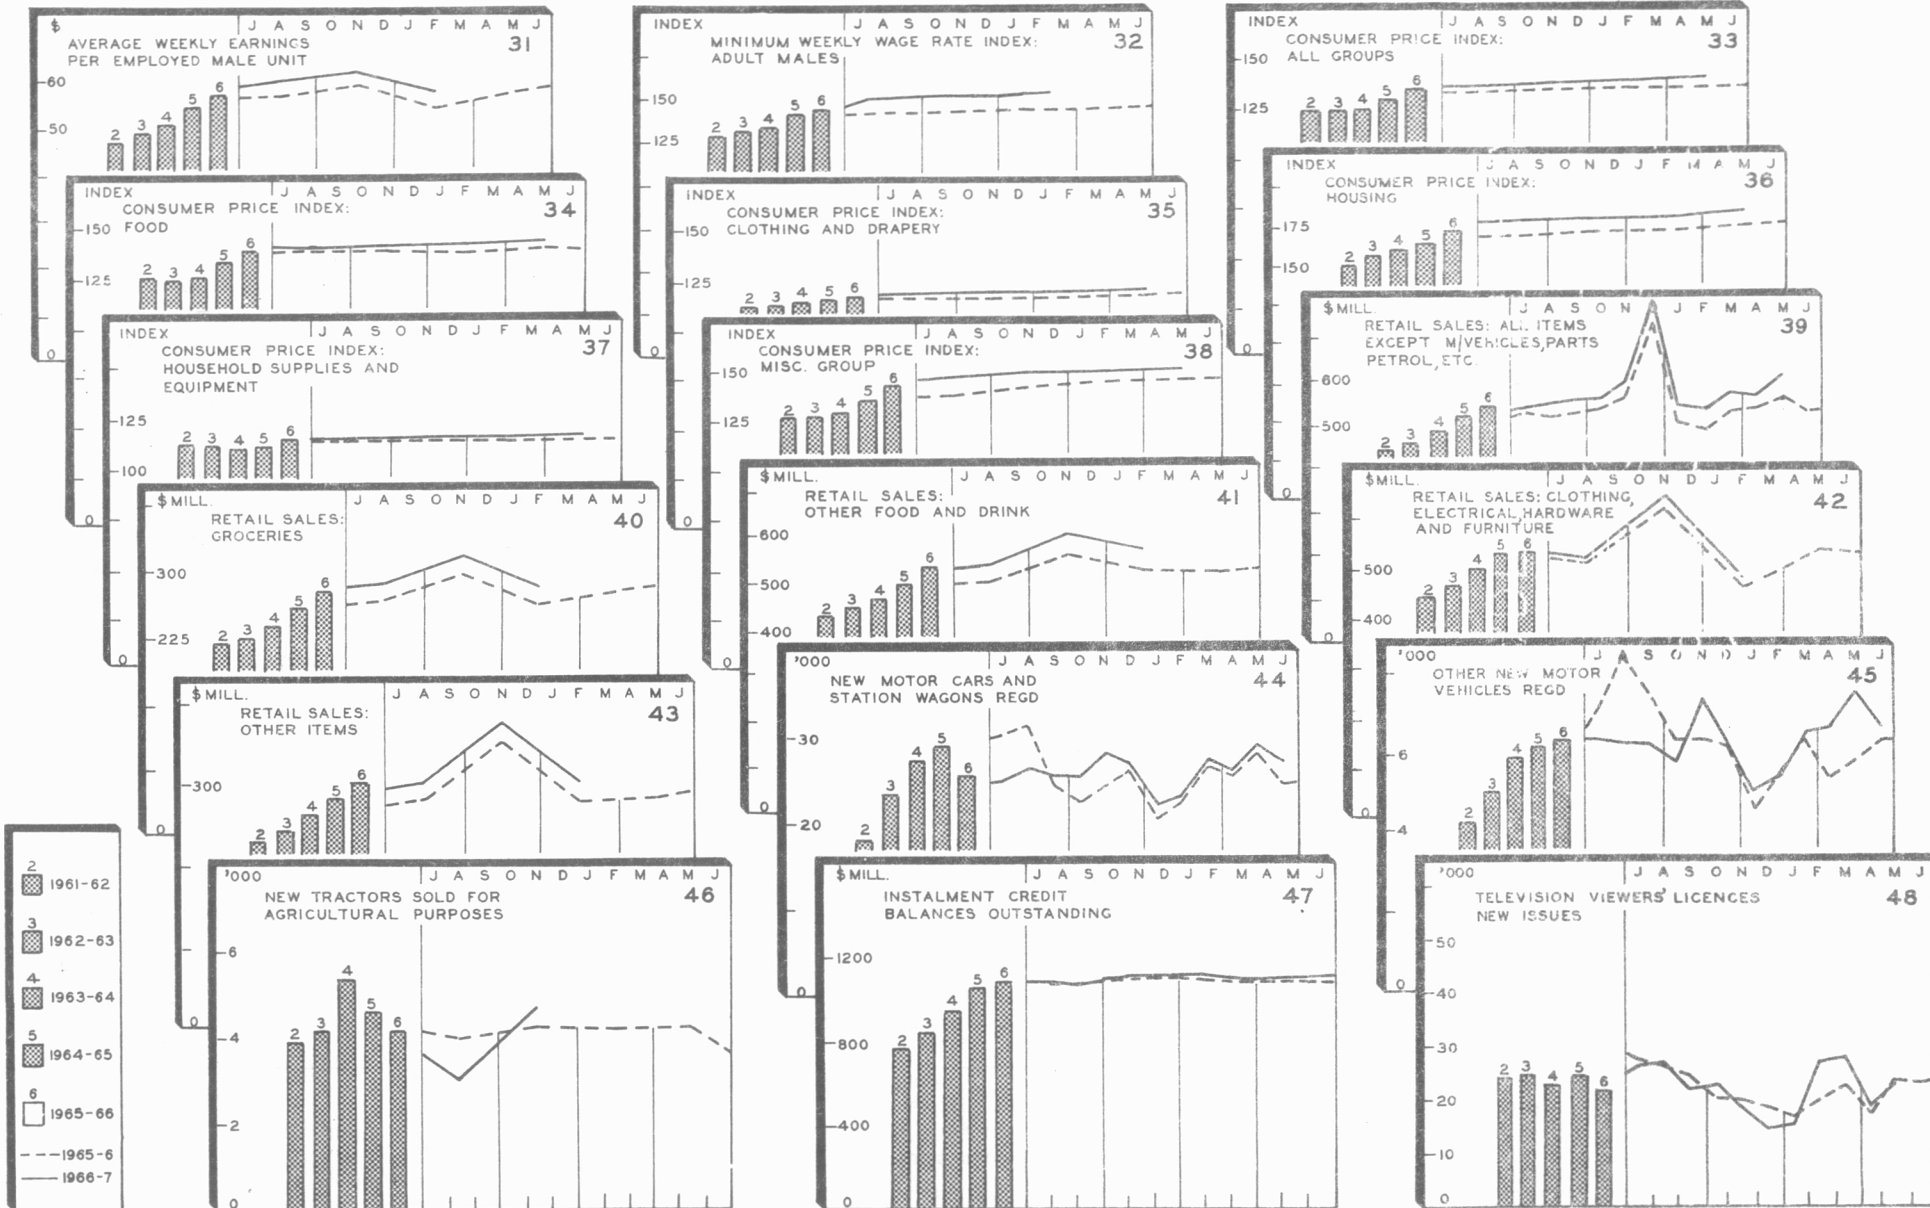 $
J A S O N D J F M A M J
31
AVERAGE WEEKLY EARNINGS
PER EMPLOYED MALE UNIT
60
50
2 3 4 5 6
0
INDEX
J A S O N D J F M A M J
32
MINIMUM WEEKLY WAGE RATE INDEX:
ADULT MALES
150
125
2 3 4 5 6
0
INDEX
J A S O N D J F M A M J
33
CONSUMER PRICE INDEX:
ALL GROUPS
150
125
2 3 4 5 6
0
INDEX
J A S O N D J F M A M J
34
CONSUMER PRICE INDEX:
FOOD
150
125
2 3 4 5 6
0
INDEX
J A S O N D J F M A M J
35
CONSUMER PRICE INDEX:
CLOTHING AND DRAPERY
150
125
2 3 4 5 6
0
INDEX
J A S O N D J F M A M J
36
CONSUMER PRICE INDEX:
HOUSING
175
150
2 3 4 5 6
0
INDEX
J A S O N D J F M A M J
37
CONSUMER PRICE INDEX:
HOUSEHOLD SUPPLIES AND
EQUIPMENT
125
100
2 3 4 5 6
0
INDEX
J A S O N D J F M A M J
38
CONSUMER PRICE INDEX:
MISC. GROUP
150
125
2 3 4 5 6
0
$MILL.
J A S O N D J F M A M J
39
RETAIL SALES: ALL ITEMS
EXCEPT M/VEHICLES, PARTS
PETROL, ETC.
600
500
2 3 4 5 6
0
$MILL.
J A S O N D J F M A M J
40
RETAIL SALES:
GROCERIES
300
225
2 3 4 5 6
0
$MILL.
J A S O N D J F M A M J
41
RETAIL SALES:
OTHER FOOD AND DRINK
600
500
400
2 3 4 5 6
0
$MILL.
J A S O N D J F M A M J
42
RETAIL SALES: CLOTHING,
ELECTRICAL, HARDWARE
AND FURNITURE
500
400
2 3 4 5 6
0
$MILL.
J A S O N D J F M A M J
43
RETAIL SALES:
OTHER ITEMS
300
2 3 4 5 6
0
'000
J A S O N D J F M A M J
44
NEW MOTOR CARS AND
STATION WAGONS REGD
30
20
2 3 4 5 6
0
'000
J A S O N D J F M A M J
45
OTHER NEW MOTOR
VEHICLES REGD
6
4
2 3 4 5 6
0
2
1961-62
3
1962-63
4
1963-64
5
1964-65
6
1965-66
1965-6
1966-7
'000
J A S O N D J F M A M J
46
NEW TRACTORS SOLD FOR
AGRICULTURAL PURPOSES
6
4
2
0
2 3 4 5 6
$MILL.
J A S O N D J F M A M J
47
INSTALMENT CREDIT
BALANCES OUTSTANDING
1200
800
400
0
2 3 4 5 6
'000
J A S O N D J F M A M J
48
TELEVISION VIEWERS' LICENCES
NEW ISSUES
50
40
30
20
10
0
2 3 4 5 6